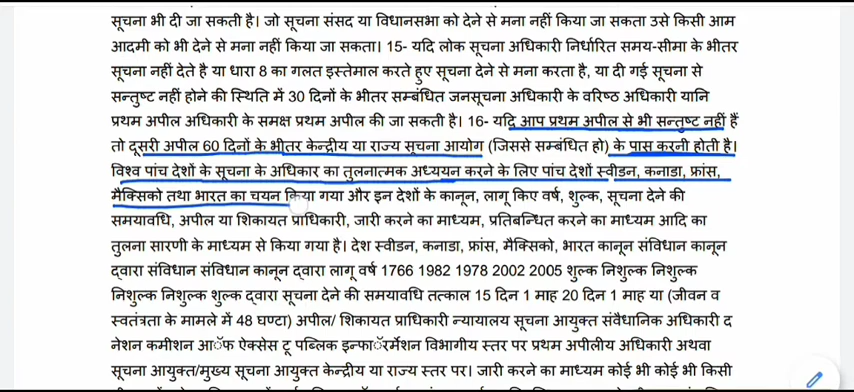 सूचना भी दी जा सकती है। जो सूचना संसद या विधानसभा को देने से मना नहीं किया जा सकता उसे किसी आम
आदमी को भी देने से मना नहीं किया जा सकता। 15- यदि लोक सूचना अधिकारी निर्धारित समय-सीमा के भीतर
सूचना नहीं देते है या धारा 8 का गलत इस्तेमाल करते हुए सूचना देने से मना करता है, या दी गई सूचना से
सन्तुष्ट नहीं होने की स्थिति में 30 दिनों के भीतर सम्बंधित जनसूचना अधिकारी के वरिष्ठ अधिकारी यानि
प्रथम अपील अधिकारी के समक्ष प्रथम अपील की जा सकती है। 16- यदि आप प्रथम अपील से भी सन्तुष्ट नहीं हैं
तो दूसरी अपील 60 दिनों के भीतर केन्द्रीय या राज्य सूचना आयोग (जिससे सम्बंधित हो) के पास करनी होती है।
विश्व पांच देशों के सूचना के अधिकार का तुलनात्मक अध्ययन करने के लिए पांच देशों स्वीडन, कनाडा, फ्रांस,
मैक्सिको तथा भारत का चयन किया गया और इन देशों के कानून, लागू किए वर्ष, शुल्क, सूचना देने की
समयावधि, अपील या शिकायत प्राधिकारी, जारी करने का माध्यम, प्रतिबन्धित करने का माध्यम आदि का
तुलना सारणी के माध्यम से किया गया है। देश स्वीडन, कनाडा, फ्रांस, मैक्सिको, भारत कानून संविधान कानून
द्वारा संविधान संविधान कानून द्वारा लागू वर्ष 1766 1982 1978 2002 2005 शुल्क निशुल्क निशुल्क
निशुल्क निशुल्क शुल्क द्वारा सूचना देने की समयावधि तत्काल 15 दिन 1 माह 20 दिन 1 माह या (जीवन व
स्वतंत्रता के मामले में 48 घण्टा) अपील/ शिकायत प्राधिकारी न्यायालय सूचना आयुक्त संवैधानिक अधिकारी द
नेशन कमीशन आॅफ ऐक्सेस टू पब्लिक इन्फाॅरर्मेशन विभागीय स्तर पर प्रथम अपीलीय अधिकारी अथवा
सूचना आयुक्त/मुख्य सूचना आयुक्त केन्द्रीय या राज्य स्तर पर। जारी करने का माध्यम कोई भी कोई भी किसी